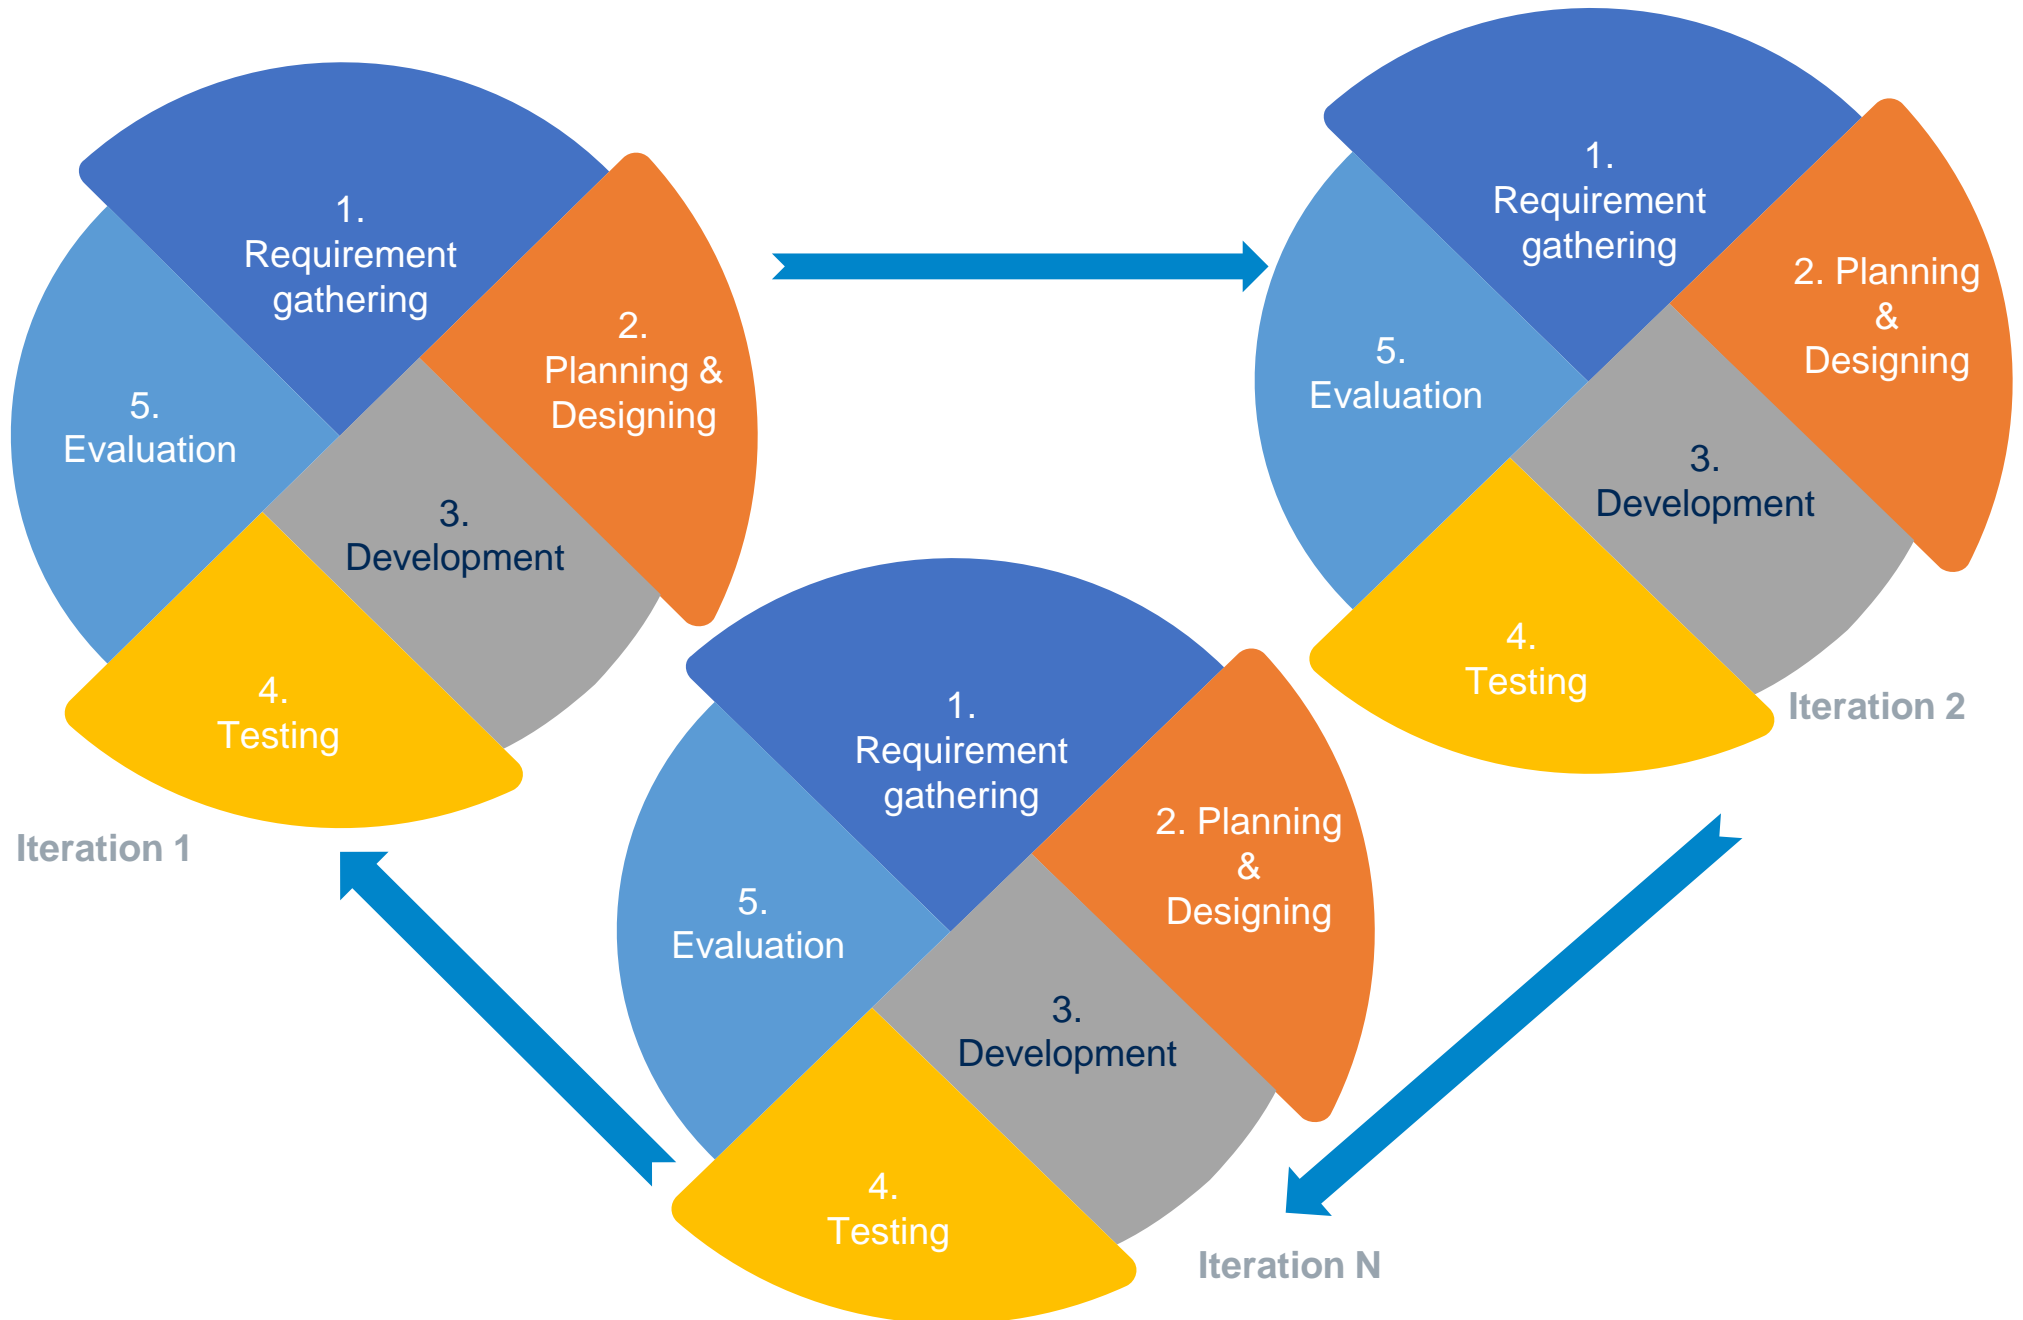 1.
Requirement
gathering
2.
Planning &
Designing
3.
Development
4.
Testing
5.
Evaluation
Iteration 1
1.
Requirement
gathering
2. Planning
&
Designing
3.
Development
4.
Testing
5.
Evaluation
Iteration 2
1.
Requirement
gathering
2. Planning
&
Designing
3.
Development
4.
Testing
5.
Evaluation
Iteration N